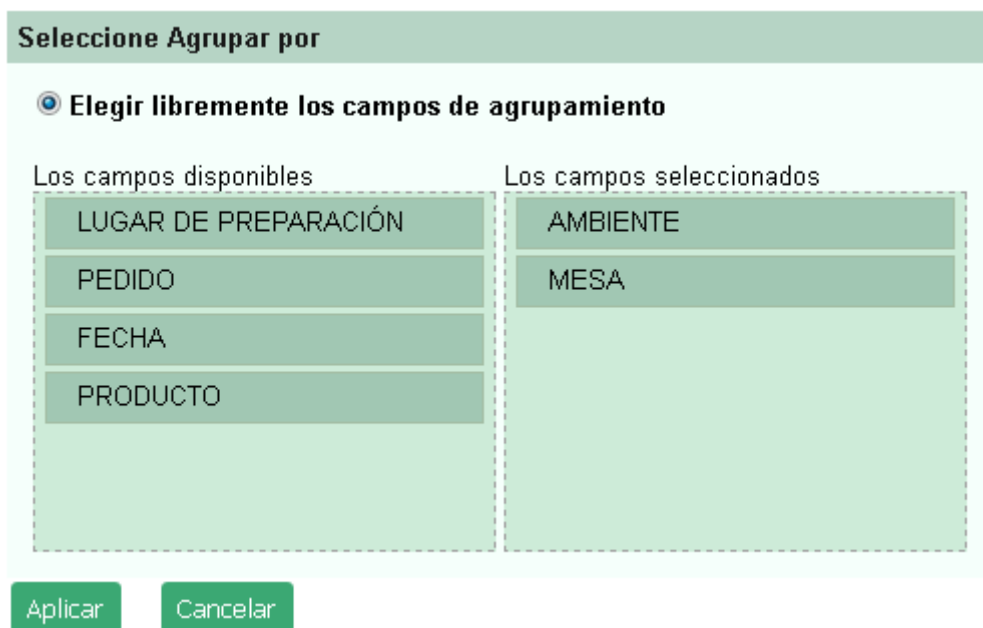 Seleccione Agrupar por
Elegir libremente los campos de agrupamiento
Los campos disponibles
LUGAR DE PREPARACIÓN
PEDIDO
FECHA
PRODUCTO
Los campos seleccionados
AMBIENTE
MESA
Aplicar
Cancelar